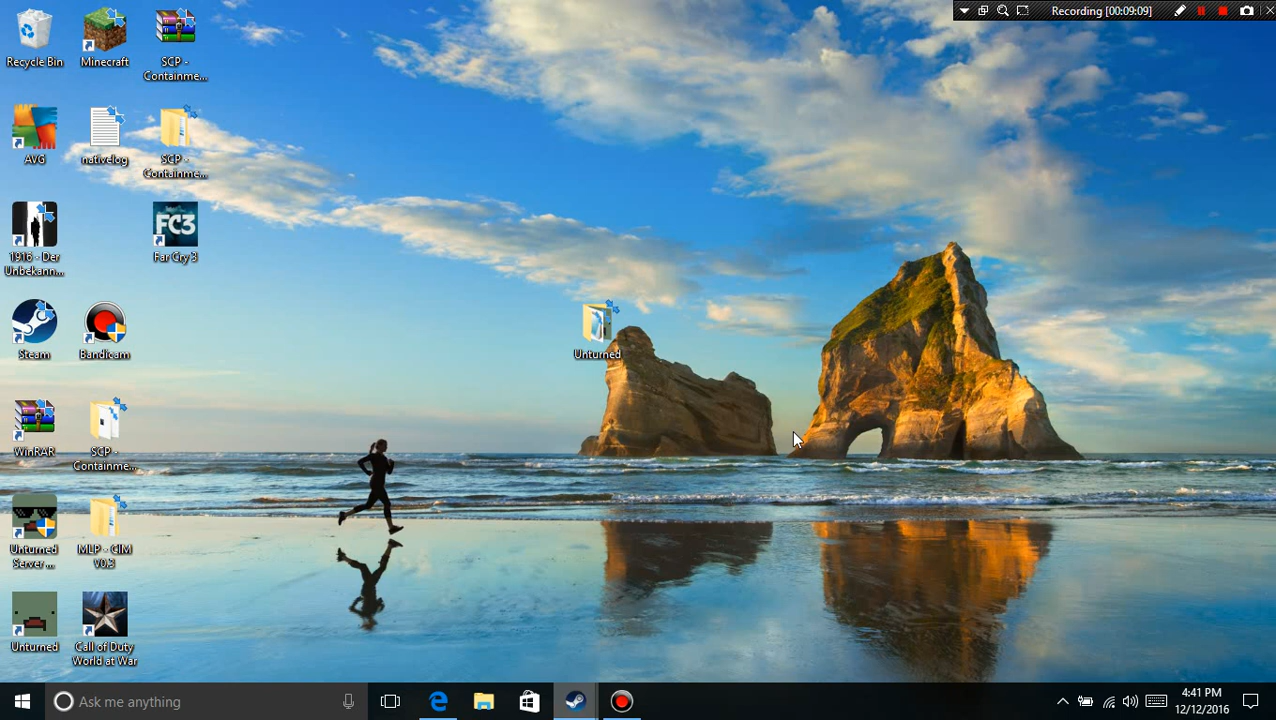 Recording [00:09:09]
Recycle Bin
Minecraft
SCP -
Containme...
AVG
nativelog
SCP -
Containme...
1916 - Der
Unbekann...
FC3
Far Cry 3
Steam
Bandicam
Unturned
WinRAR
SCP -
Containme...
Unturned
Server ...
MLP - CIM
V0.3
Unturned
Call of Duty
World at War
Ask me anything
4:41 PM
12/12/2016